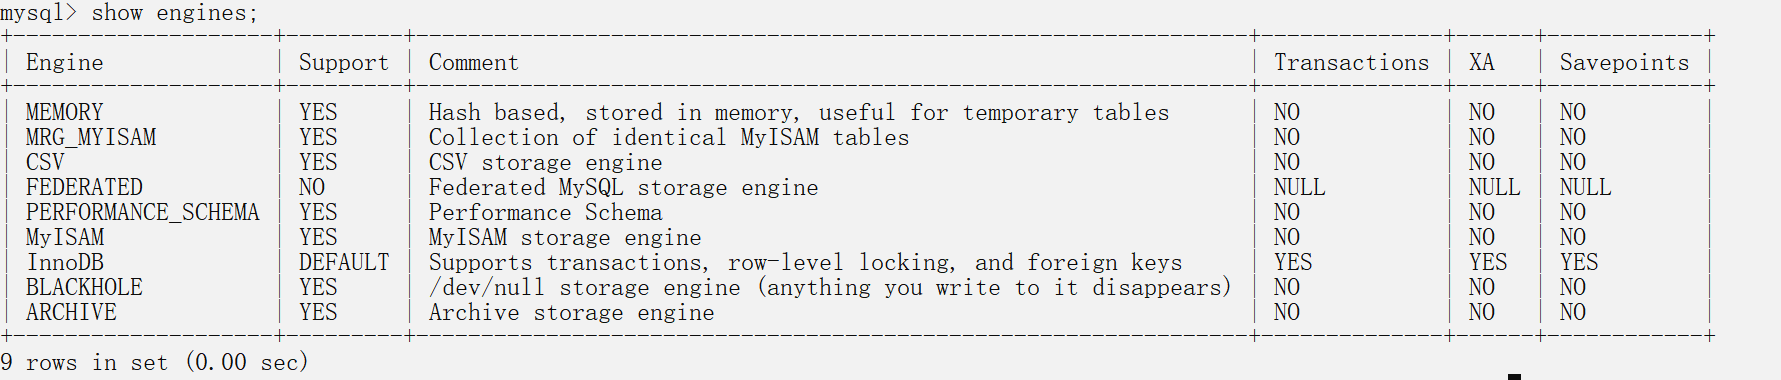 mysql> show engines;
+--------------------+---------+----------------------------------------------------------------+--------------+------+------------+
| Engine             | Support | Comment                                                        | Transactions | XA   | Savepoints |
+--------------------+---------+----------------------------------------------------------------+--------------+------+------------+
| MEMORY             | YES     | Hash based, stored in memory, useful for temporary tables      | NO           | NO   | NO         |
| MRG_MYISAM         | YES     | Collection of identical MyISAM tables                          | NO           | NO   | NO         |
| CSV                | YES     | CSV storage engine                                             | NO           | NO   | NO         |
| FEDERATED          | NO      | Federated MySQL storage engine                                 | NULL         | NULL | NULL       |
| PERFORMANCE_SCHEMA | YES     | Performance Schema                                             | NO           | NO   | NO         |
| MyISAM             | YES     | MyISAM storage engine                                          | NO           | NO   | NO         |
| InnoDB             | DEFAULT | Supports transactions, row-level locking, and foreign keys     | YES          | YES  | YES        |
| BLACKHOLE          | YES     | /dev/null storage engine (anything you write to it disappears) | NO           | NO   | NO         |
| ARCHIVE            | YES     | Archive storage engine                                         | NO           | NO   | NO         |
+--------------------+---------+----------------------------------------------------------------+--------------+------+------------+
9 rows in set (0.00 sec)